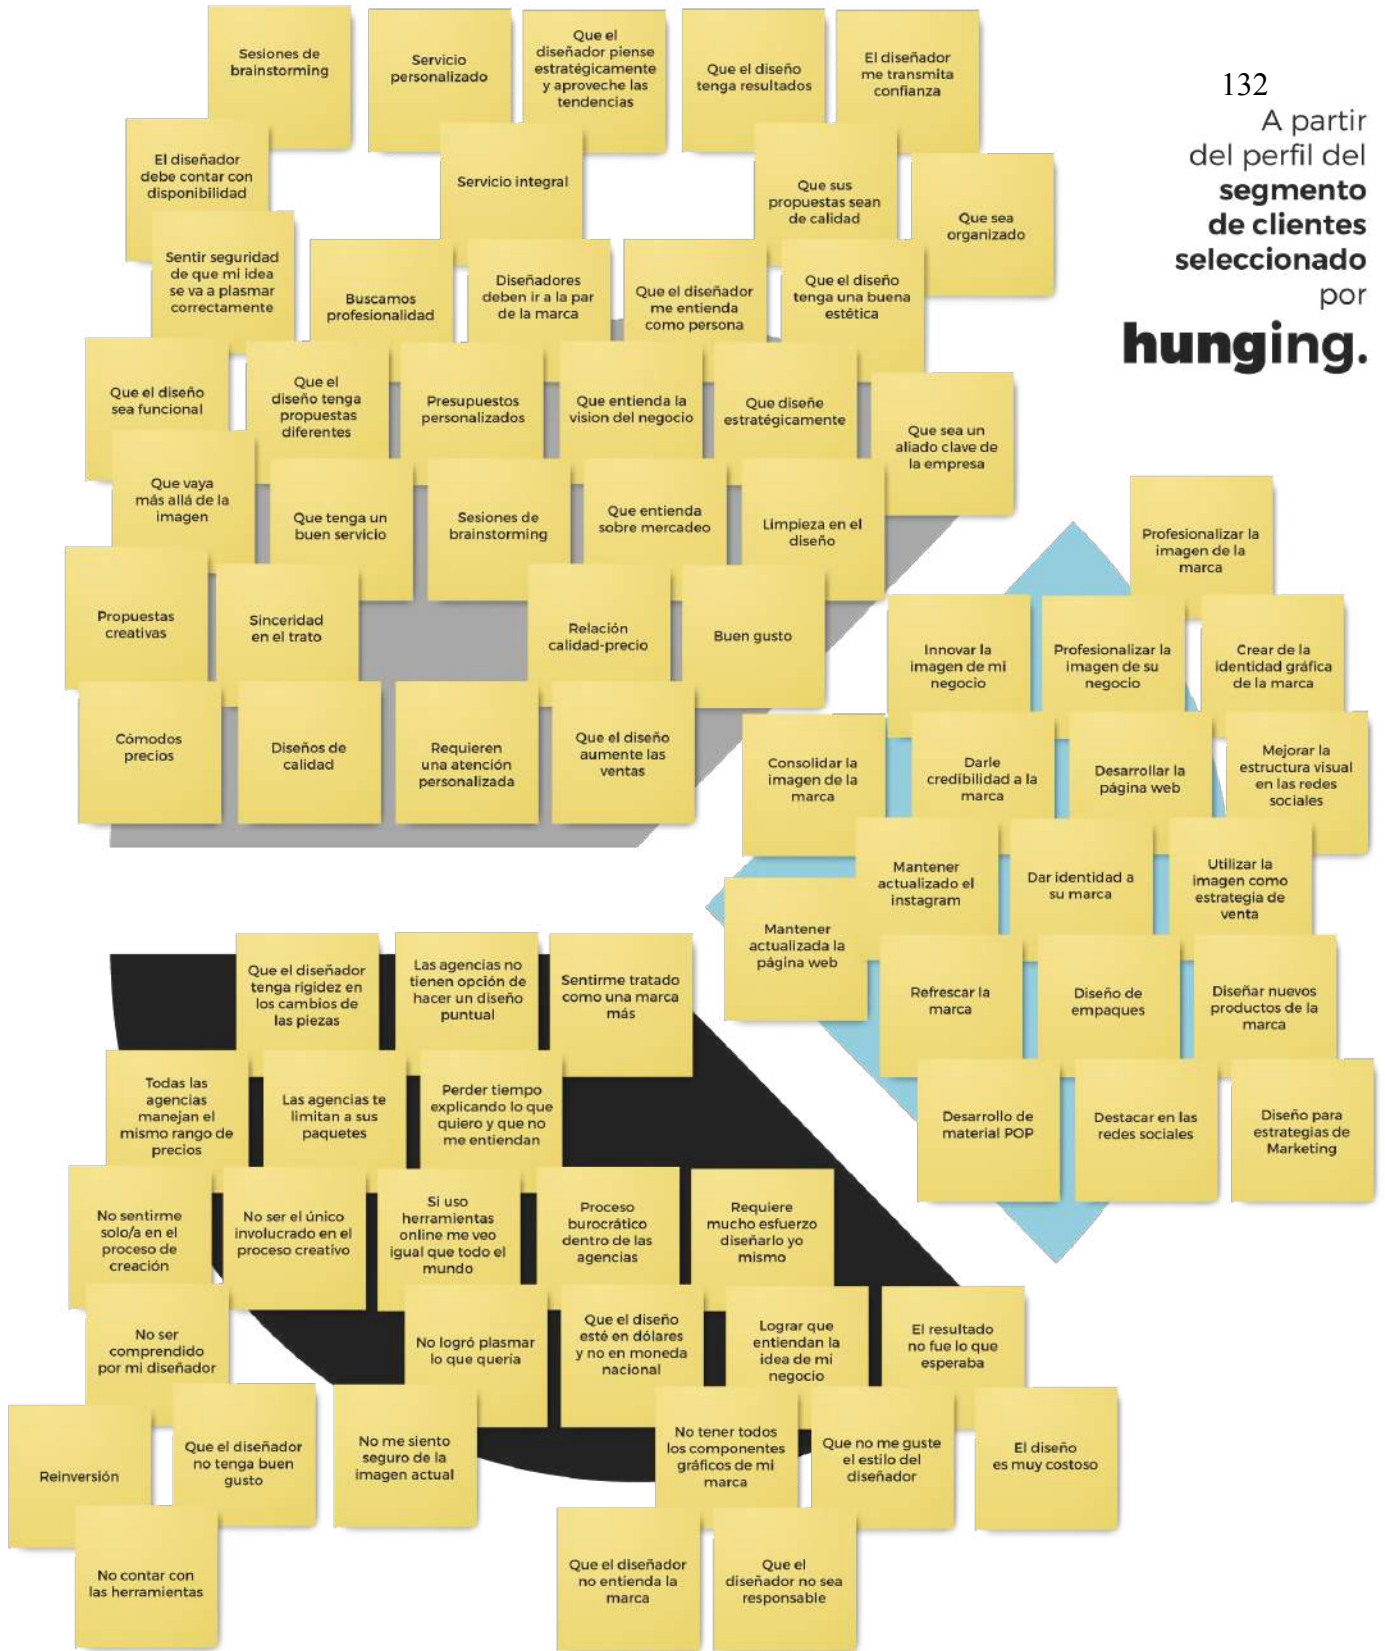 Sesiones de
brainstorming
Servicio
personalizado
Que el
diseñador piense
estratégicamente
y aproveche las
tendencias
Que el diseño
tenga resultados
El diseñador
me transmita
confianza
132
A partir
del perfil del
segmento
de clientes
seleccionado
por
hunging.
El diseñador
debe contar con
disponibilidad
Servicio integral
Que sus
propuestas sean
de calidad
Que sea
organizado
Sentir seguridad
de que mi idea
se va a plasmar
correctamente
Buscamos
profesionalidad
Diseñadores
deben ir a la par
de la marca
Que el diseñador
me entienda
como persona
Que el diseño
tenga una buena
estética
Que el diseño
sea funcional
Que el
diseño tenga
propuestas
diferentes
Presupuestos
personalizados
Que entienda la
vision del negocio
Que diseñe
estratégicamente
Que sea un
aliado clave de
la empresa
Que vaya
más allá de la
imagen
Que tenga un
buen servicio
Sesiones de
brainstorming
Que entienda
sobre mercadeo
Limpieza en el
diseño
Propuestas
creativas
Sinceridad
en el trato
Relación
calidad-precio
Buen gusto
Cómodos
precios
Diseños de
calidad
Requieren
una atención
personalizada
Que el diseño
aumente las
ventas
Profesionalizar la
imagen de la
marca
Innovar la
imagen de mi
negocio
Profesionalizar la
imagen de su
negocio
Crear de la
identidad gráfica
de la marca
Consolidar la
imagen de la
marca
Darle
credibilidad a la
marca
Desarrollar la
página web
Mejorar la
estructura visual
en las redes
sociales
Mantener
actualizado el
instagram
Dar identidad a
su marca
Utilizar la
imagen como
estrategia de
venta
Mantener
actualizada la
página web
Refrescar la
marca
Diseño de
empaques
Diseñar nuevos
productos de la
marca
Desarrollo de
material POP
Destacar en las
redes sociales
Diseño para
estrategias de
Marketing
Que el diseñador
tenga rigidez en
los cambios de
las piezas
Las agencias no
tienen opción de
hacer un diseño
puntual
Sentirme tratado
como una marca
más
Todas las
agencias
manejan el
mismo rango de
precios
Las agencias te
limitan a sus
paquetes
Perder tiempo
explicando lo que
quiero y que no
me entiendan
No sentirme
solo/a en el
proceso de
creación
No ser el único
involucrado en el
proceso creativo
Si uso
herramientas
online me veo
igual que todo el
mundo
Proceso
burocrático
dentro de las
agencias
Requiere
mucho esfuerzo
diseñarlo yo
mismo
No ser
comprendido
por mi diseñador
No logró plasmar
lo que quería
Que el diseño
esté en dólares
y no en moneda
nacional
Lograr que
entiendan la
idea de mi
negocio
El resultado
no fue lo que
esperaba
Reinversión
Que el diseñador
no tenga buen
gusto
No me siento
seguro de la
imagen actual
No tener todos
los componentes
gráficos de mi
marca
Que no me guste
el estilo del
diseñador
El diseño
es muy costoso
No contar con
las herramientas
Que el diseñador
no entienda la
marca
Que el
diseñador no sea
responsable